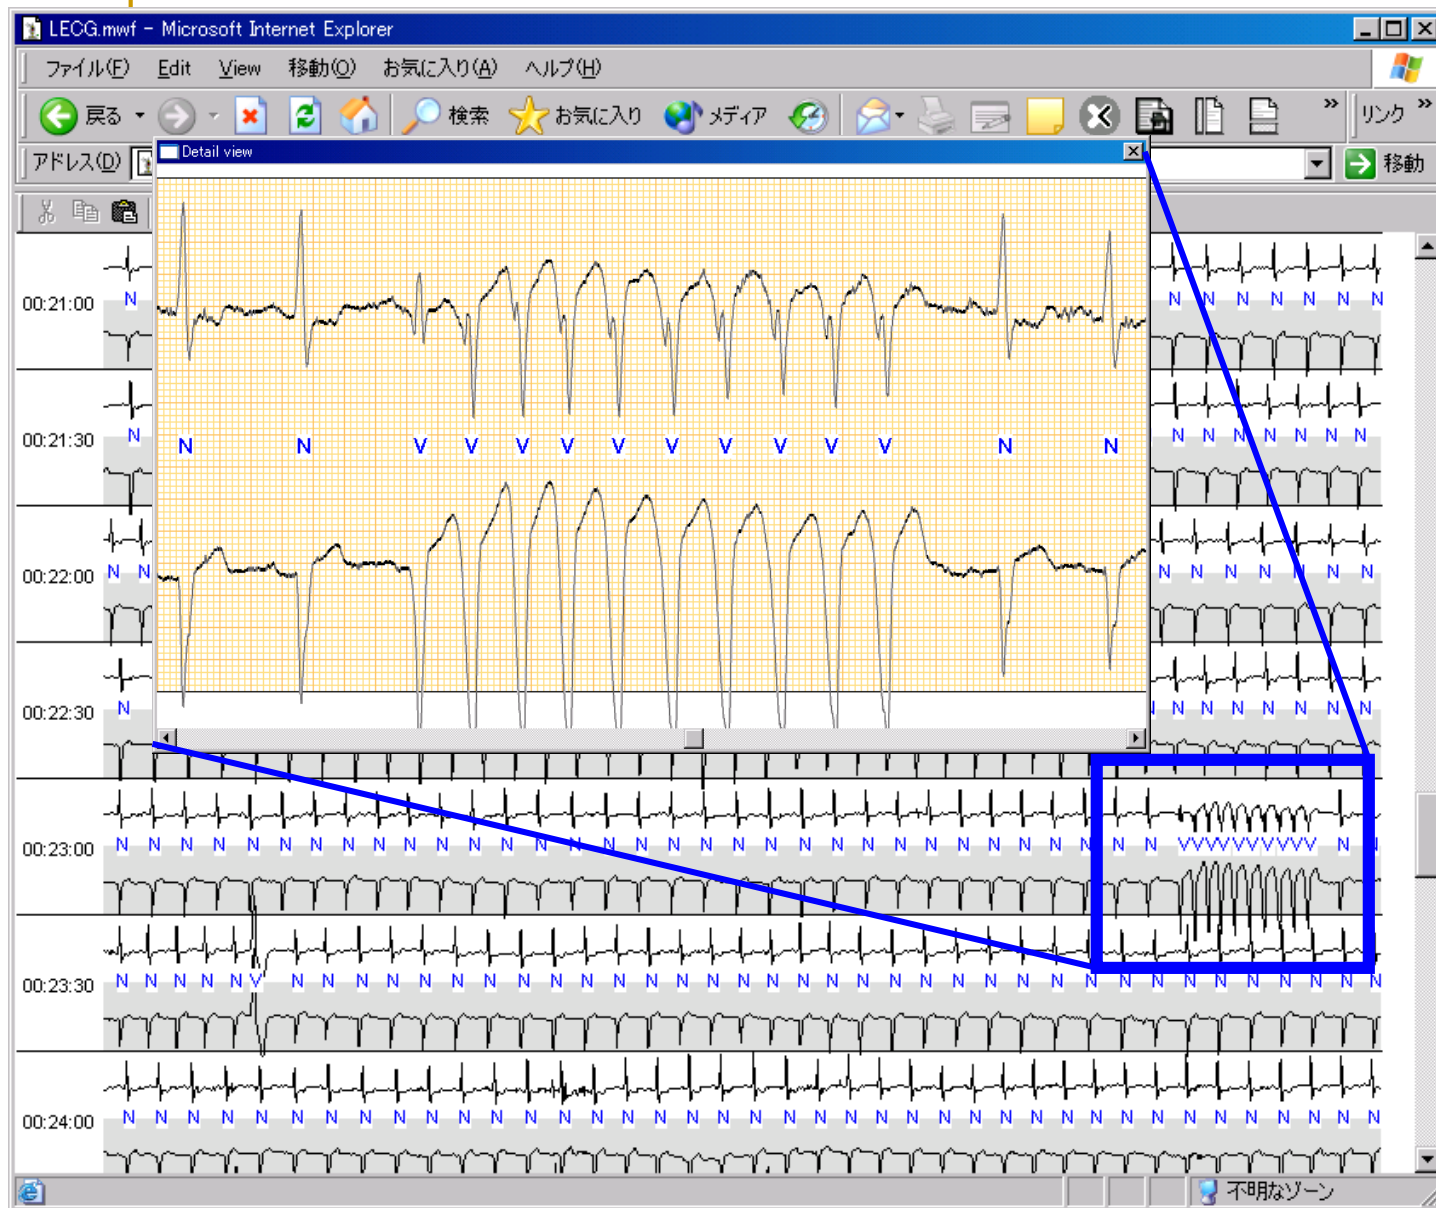 LECG.mwf - Microsoft Internet Explorer
ファイル(F) Edit View 移動(O) お気に入り(A) ヘルプ(H)
戻る 検索 お気に入り メディア » リンク »
アドレス(D) 移動
Detail view
N N V V V V V V V V V V N N
00:21:00 N N N N N N N N
00:21:30 N N N N N N N N
00:22:00 N N N N N N N N N
00:22:30 N N N N N N N N
00:23:00 N N N N N N N N N N N N N N N N N N N N N N N N N N N N N N N N N V V V V V V V V V V N N
00:23:30 N N N N N V N N N N N N N N N N N N N N N N N N N N N N N N N N N N N N N N N N N
00:24:00 N N N N N N N N N N N N N N N N N N N N N N N N N N N N N N N N N N N N N N N
不明なゾーン